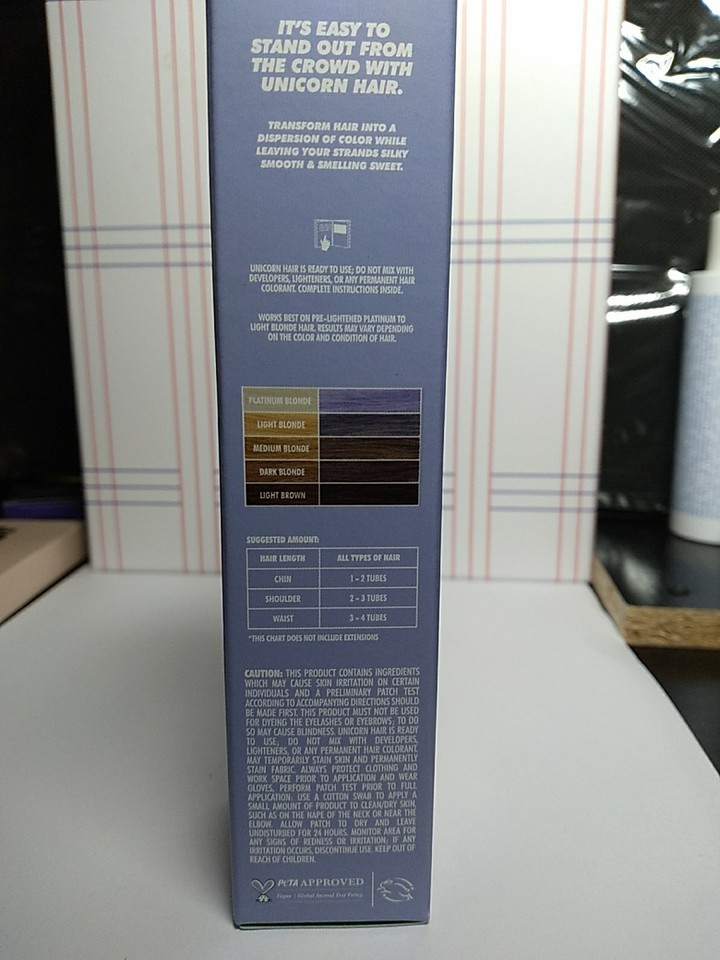 IT'S EASY TO
STAND OUT FROM
THE CROWD WITH
UNICORN HAIR.
TRANSFORM HAIR INTO A
DISPERSION OF COLOR WHILE
LEAVING YOUR STRANDS SILKY
SMOOTH & SMELLING SWEET.
UNICORN HAIR IS READY TO USE; DO NOT MIX WITH
DEVELOPERS, LIGHTENERS, OR ANY PERMANENT HAIR
COLORANT. COMPLETE INSTRUCTIONS INSIDE.
WORKS BEST ON PRE-LIGHTENED PLATINUM TO
LIGHT BLONDE HAIR. RESULTS MAY VARY DEPENDING
ON THE COLOR AND CONDITION OF HAIR.
PLATINUM BLONDE
LIGHT BLONDE
MEDIUM BLONDE
DARK BLONDE
LIGHT BROWN
SUGGESTED AMOUNT:
HAIR LENGTH ALL TYPES OF HAIR
CHIN 1 - 2 TUBES
SHOULDER 2 - 3 TUBES
WAIST 3 - 4 TUBES
*THIS CHART DOES NOT INCLUDE EXTENSIONS
CAUTION: THIS PRODUCT CONTAINS INGREDIENTS
WHICH MAY CAUSE SKIN IRRITATION ON CERTAIN
INDIVIDUALS AND A PRELIMINARY PATCH TEST
ACCORDING TO ACCOMPANYING DIRECTIONS SHOULD
BE MADE FIRST. THIS PRODUCT MUST NOT BE USED
FOR DYEING THE EYELASHES OR EYEBROWS; TO DO
SO MAY CAUSE BLINDNESS. UNICORN HAIR IS READY
TO USE; DO NOT MIX WITH DEVELOPERS,
LIGHTENERS, OR ANY PERMANENT HAIR COLORANT.
MAY TEMPORARILY STAIN SKIN AND PERMANENTLY
STAIN FABRIC. ALWAYS PROTECT CLOTHING AND
WORK SPACE PRIOR TO APPLICATION AND WEAR
GLOVES. PERFORM PATCH TEST PRIOR TO FULL
APPLICATION: USE A COTTON SWAB TO APPLY A
SMALL AMOUNT OF PRODUCT TO CLEAN/DRY SKIN,
SUCH AS ON THE NAPE OF THE NECK OR NEAR THE
ELBOW. ALLOW PATCH TO DRY AND LEAVE
UNDISTURBED FOR 24 HOURS. MONITOR AREA FOR
ANY SIGNS OF REDNESS OR IRRITATION; IF ANY
IRRITATION OCCURS, DISCONTINUE USE. KEEP OUT OF
REACH OF CHILDREN.
PETA APPROVED
Vegan | Global Animal Test Policy